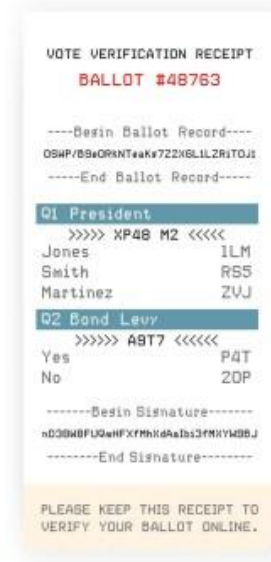 VOTE VERIFICATION RECEIPT
BALLOT #48763
----Begin Ballot Record----
-----End Ballot Record-----
Q1 President
>>>>> XP48 M2 <<<<<
Jones 1LM
Smith RS5
Martinez ZVJ
Q2 Bond Levy
>>>>>> A9T7 <<<<<<
Yes P4T
No 2OP
-------Begin Signature-------
--------End Signature--------
PLEASE KEEP THIS RECEIPT TO
VERIFY YOUR BALLOT ONLINE.